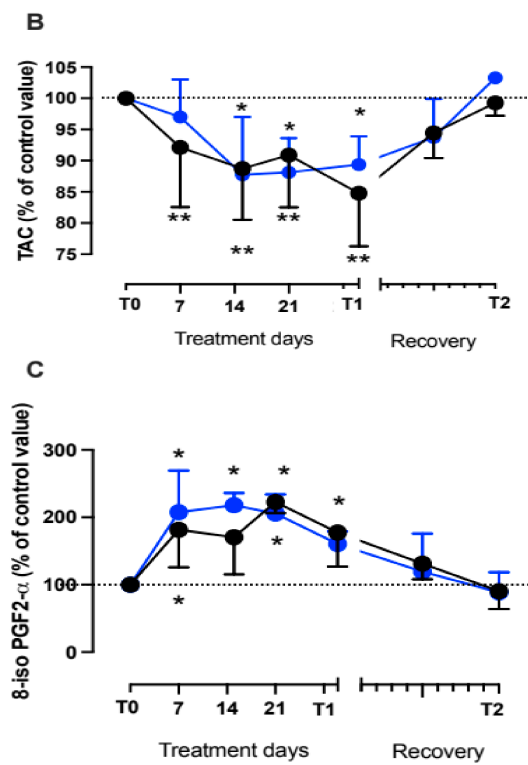 B
TAC (% of control value)
105
100
95
90
85
80
75
* * *
** ** ** **
T0 7 14 21 T1 T2
Treatment days Recovery
C
8-iso PGF2-α (% of control value)
300
200
100
0
* * * *
* *
T0 7 14 21 T1 T2
Treatment days Recovery